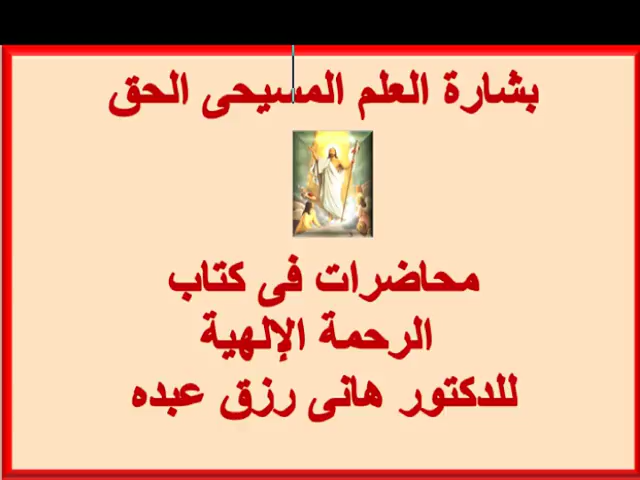 بشارة العلم المسيحى الحق
محاضرات فى كتاب
الرحمة الإلهية
للدكتور هانى رزق عبده